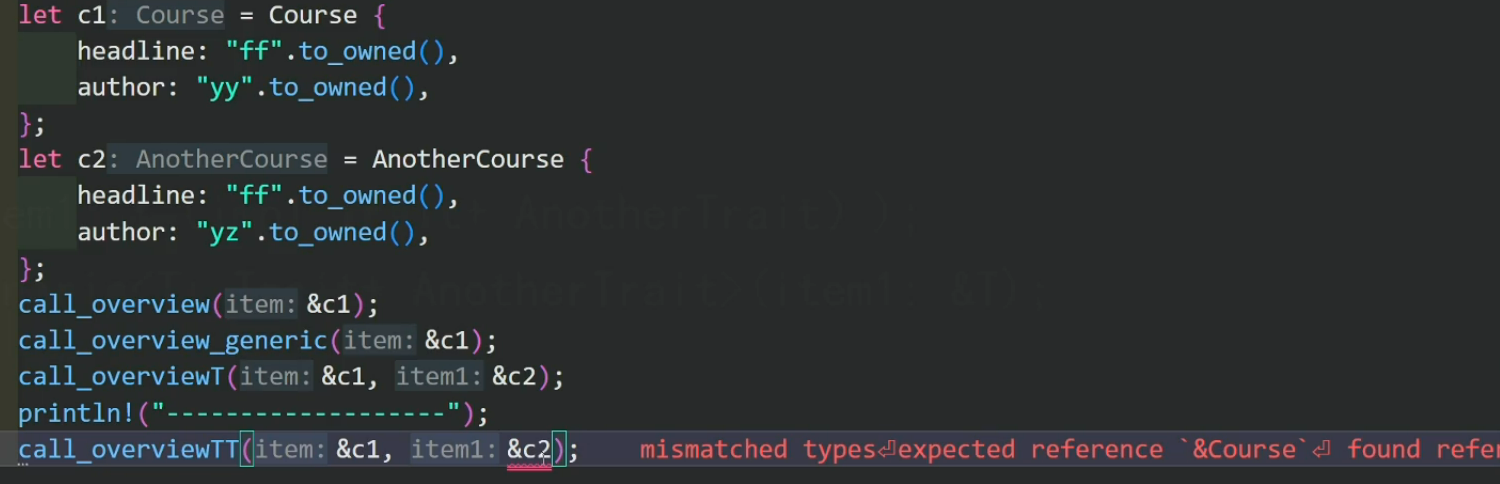 let c1: Course = Course {
headline: "ff".to_owned(),
author: "yy".to_owned(),
};
let c2: AnotherCourse = AnotherCourse {
headline: "ff".to_owned(),
author: "yz".to_owned(),
};
call_overview(item: &c1);
call_overview_generic(item: &c1);
call_overviewT(item: &c1, item1: &c2);
println!("-------------------");
call_overviewTT(item: &c1, item1: &c2); mismatched types⏎expected reference `&Course`⏎ found refer